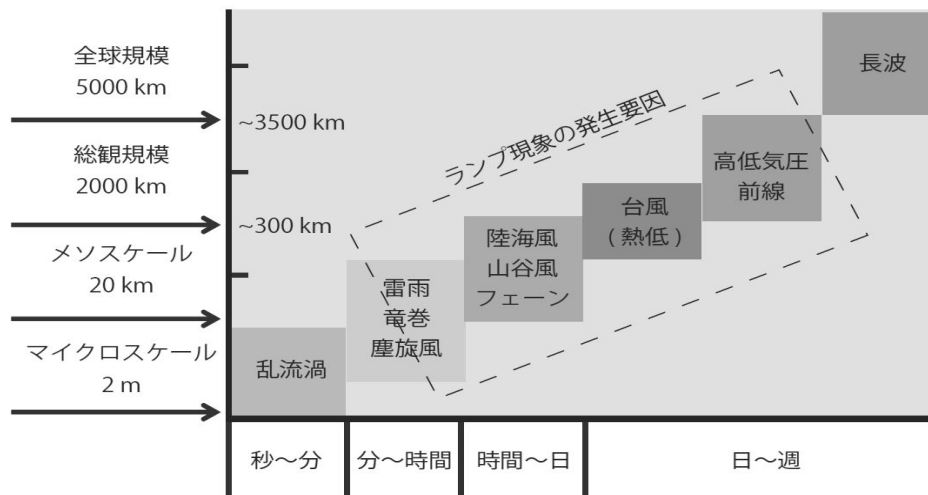 全球規模
5000 km
~3500 km
総観規模
2000 km
~300 km
メソスケール
20 km
マイクロスケール
2 m
ランプ現象の発生要因
長波
高低気圧
前線
台風
( 熱低 )
陸海風
山谷風
フェーン
雷雨
竜巻
塵旋風
乱流渦
秒～分
分～時間
時間～日
日～週